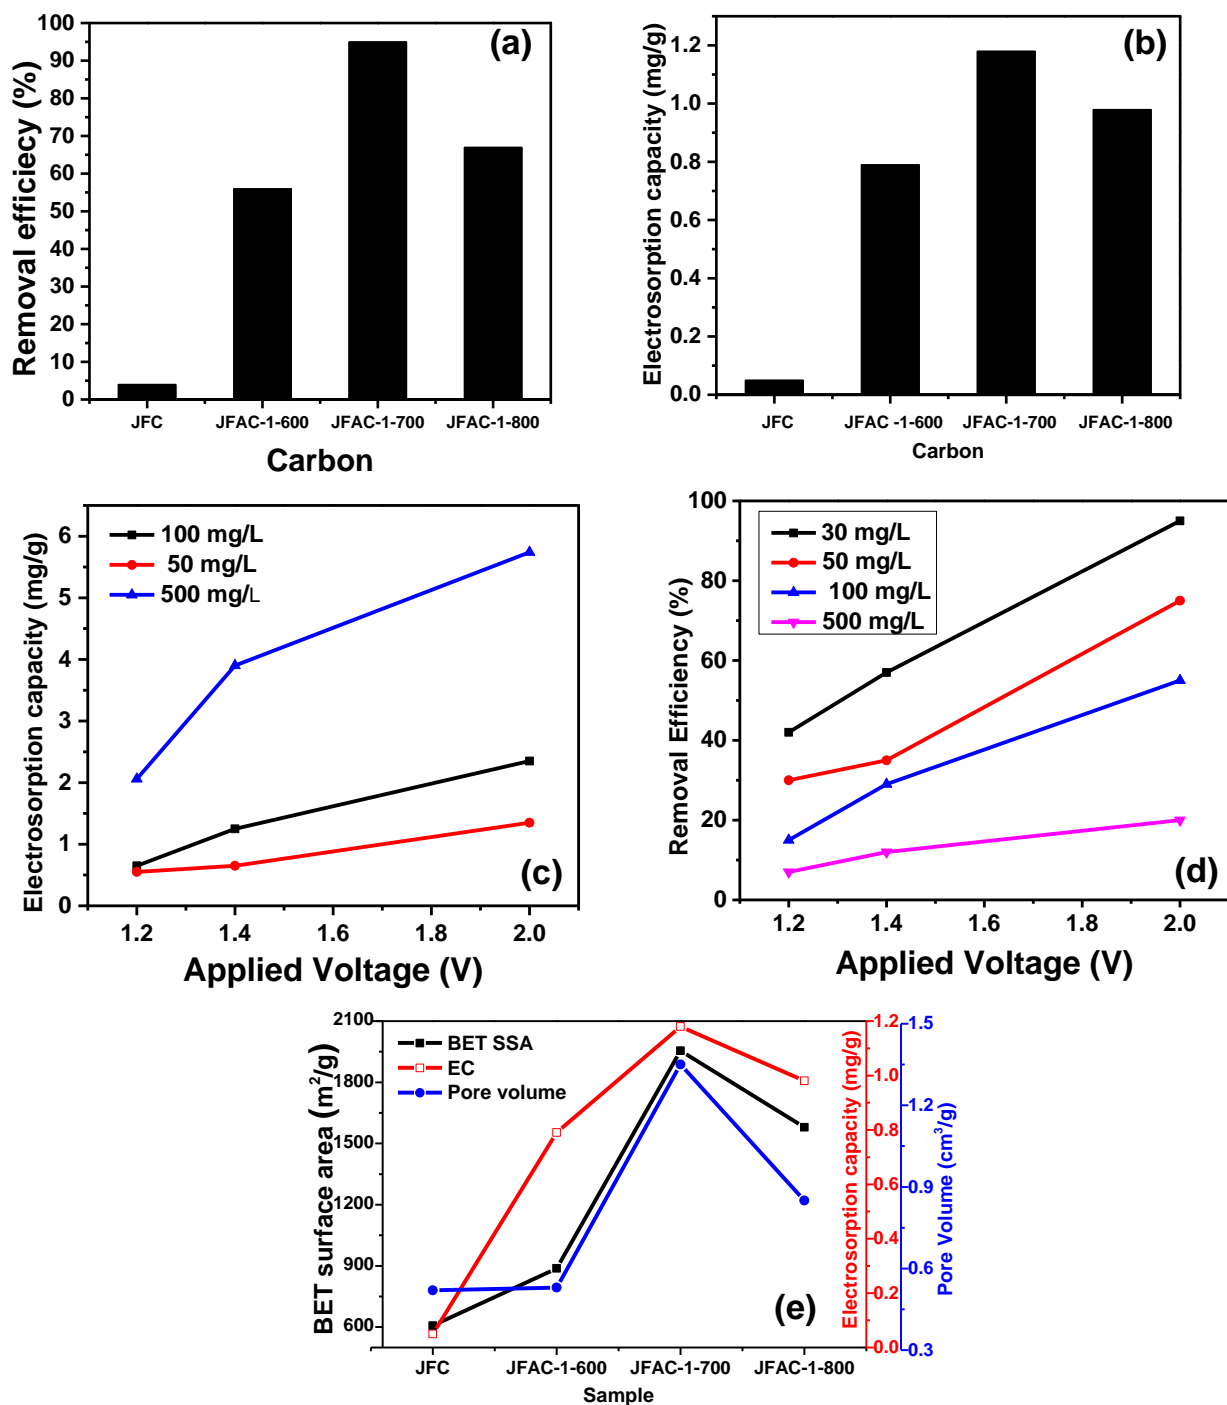 (a)
Removal efficiecy (%)
100
90
80
70
60
50
40
30
20
10
0
JFC JFAC-1-600 JFAC-1-700 JFAC-1-800
Carbon
(b)
Electrosorption capacity (mg/g)
1.2
1.0
0.8
0.6
0.4
0.2
0.0
JFC JFAC -1-600 JFAC-1-700 JFAC-1-800
Carbon
(c)
Electrosorption capacity (mg/g)
6
5
4
3
2
1
0
100 mg/L
50 mg/L
500 mg/L
1.2 1.4 1.6 1.8 2.0
Applied Voltage (V)
(d)
Removal Efficiency (%)
100
80
60
40
20
0
30 mg/L
50 mg/L
100 mg/L
500 mg/L
1.2 1.4 1.6 1.8 2.0
Applied Voltage (V)
(e)
BET surface area (m²/g)
2100
1800
1500
1200
900
600
BET SSA
EC
Pore volume
JFC JFAC-1-600 JFAC-1-700 JFAC-1-800
Sample
Electrosorption capacity (mg/g)
1.2
1.0
0.8
0.6
0.4
0.2
0.0
Pore Volume (cm³/g)
1.5
1.2
0.9
0.6
0.3